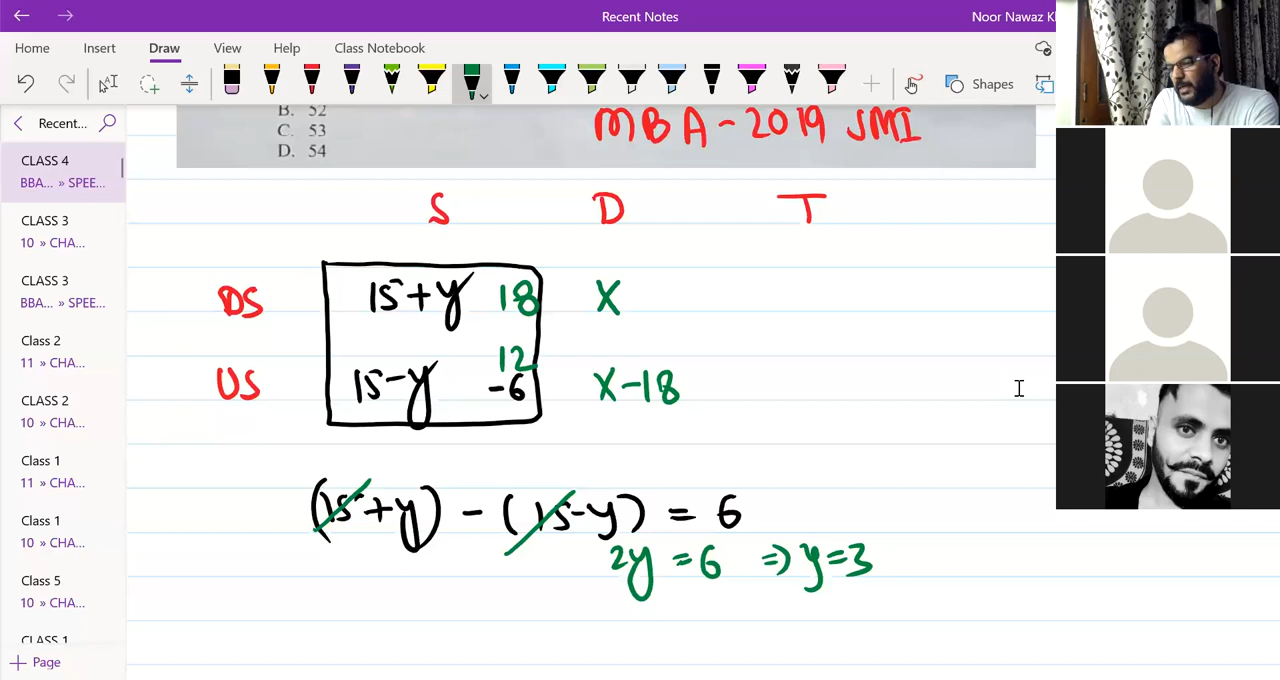 Recent Notes
Noor Nawaz Kh
Home Insert Draw View Help Class Notebook
Shapes
Recent...
CLASS 4
BBA... » SPEE...
CLASS 3
10 » CHA...
CLASS 3
BBA... » SPEE...
Class 2
11 » CHA...
CLASS 2
10 » CHA...
Class 1
11 » CHA...
Class 1
10 » CHA...
Class 5
10 » CHA...
CLASS 1
Page
B. 52
C. 53
D. 54
MBA-2019 JMI
S D T
DS 15+y 18 X
12
US 15-y -6 X-18
(15+y) - (15-y) = 6
2y = 6 => y=3